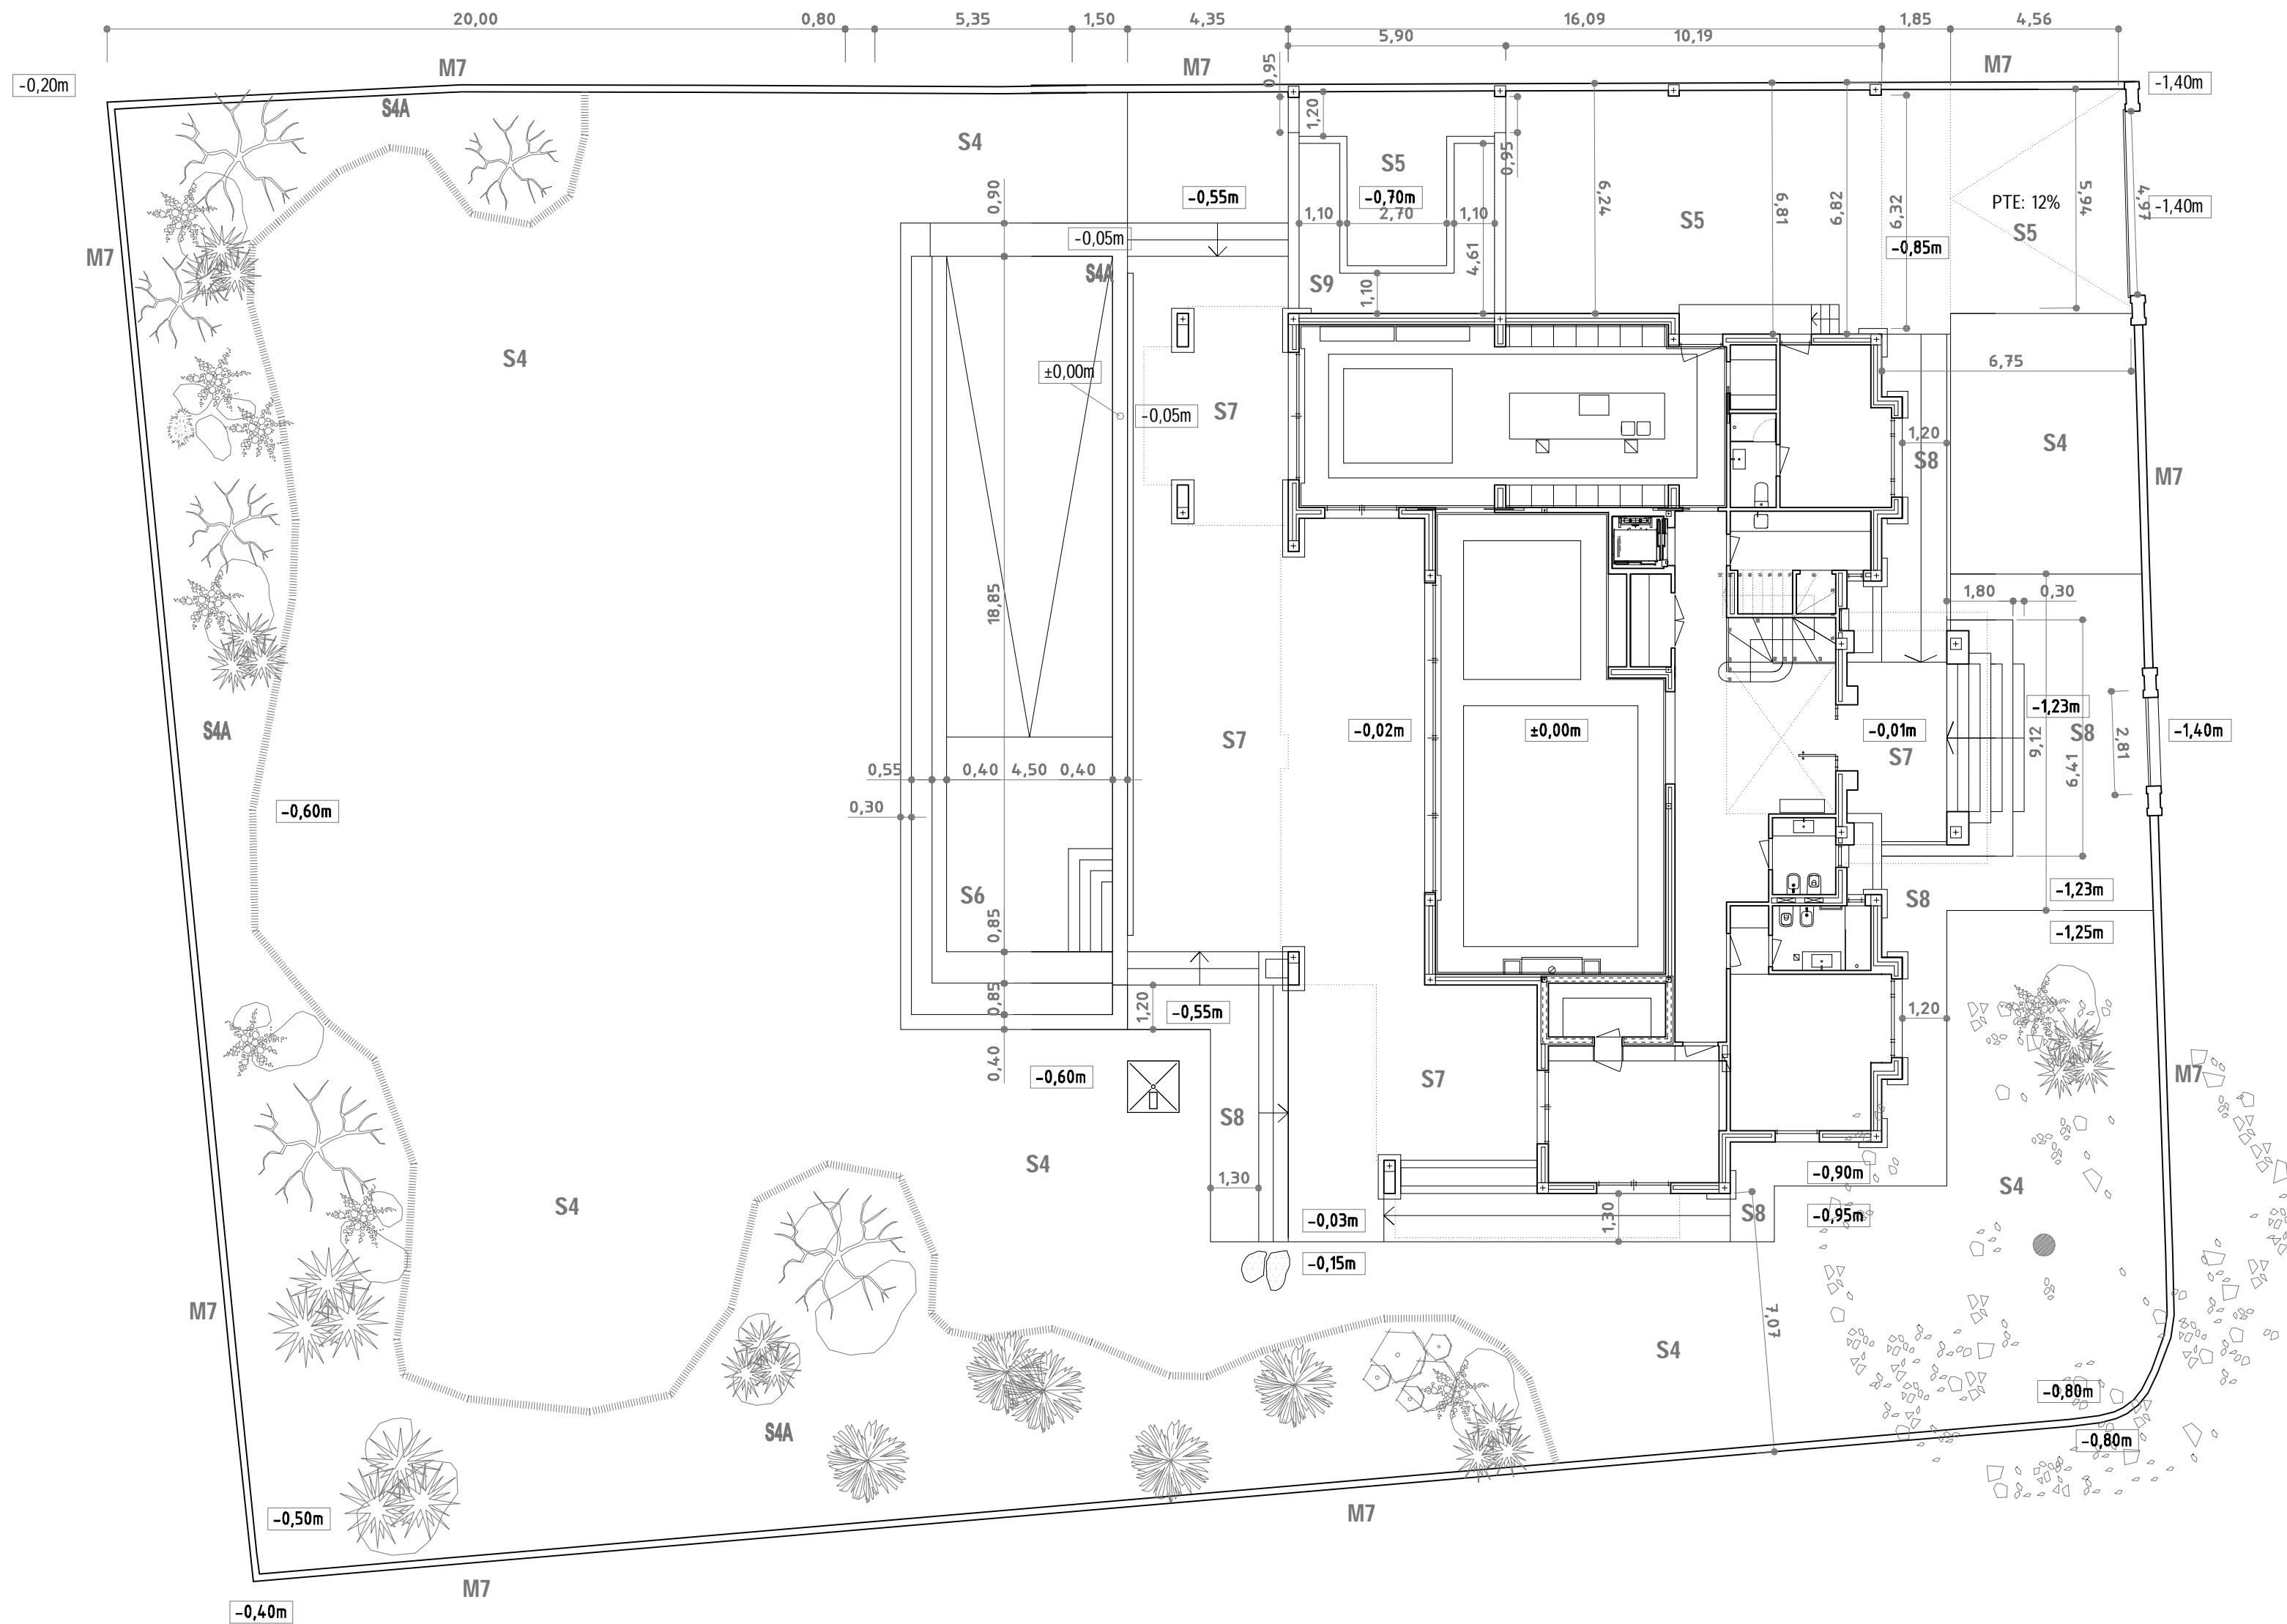 20,00
0,80
5,35
1,50
4,35
16,09
1,85
4,56
5,90
10,19
M7
M7
M7
-0,20m
-1,40m
S4A
0,95
1,20
S4
S5
0,95
-0,55m
-0,70m
0,90
1,10
2,70
1,10
6,24
6,81
6,82
6,32
5,94
4,97
PTE: 12%
-1,40m
S5
S5
-0,05m
-0,85m
M7
S4A
4,61
S9
1,10
S4
±0,00m
6,75
-0,05m
S7
1,20
S8
S4
M7
18,85
1,80
0,30
S4A
S7
-0,02m
±0,00m
-0,01m
S7
-1,23m
9,12
6,41
S8
2,81
-1,40m
0,55
0,40
4,50
0,40
0,30
-0,60m
S6
S8
-1,23m
0,85
-1,25m
0,85
1,20
-0,55m
1,20
0,40
-0,60m
S7
M7
S8
S4
1,30
-0,90m
S4
S4
-0,03m
1,30
S8
-0,95m
-0,15m
M7
7,07
S4
-0,80m
S4A
-0,80m
-0,50m
M7
M7
-0,40m